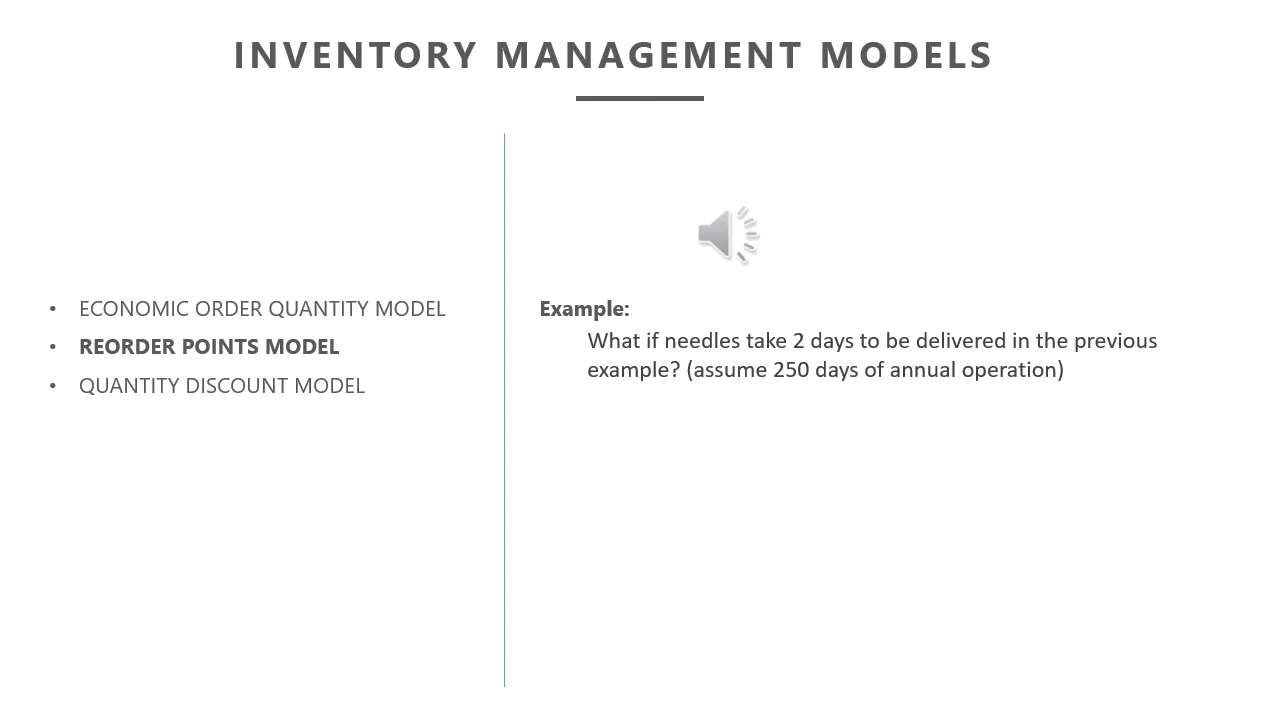 INVENTORY MANAGEMENT MODELS
• ECONOMIC ORDER QUANTITY MODEL
• REORDER POINTS MODEL
• QUANTITY DISCOUNT MODEL
Example:
What if needles take 2 days to be delivered in the previous
example? (assume 250 days of annual operation)